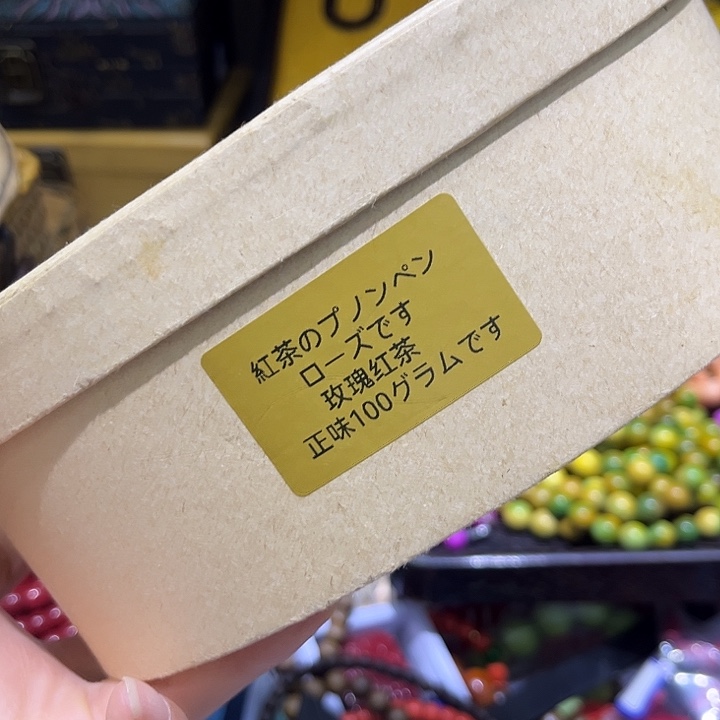 紅茶のプノンペン
ローズです
玫瑰红茶
正味100グラムです